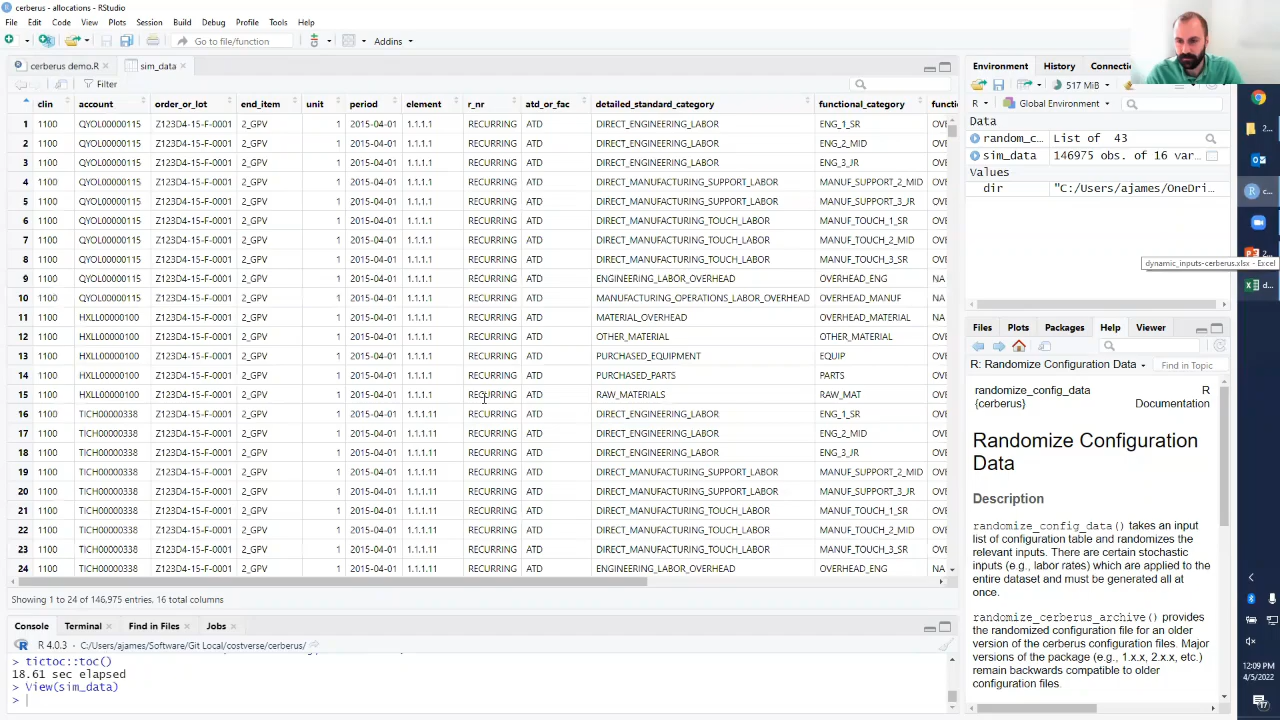 cerberus - allocations - RStudio
File Edit Code View Plots Session Build Debug Profile Tools Help
Go to file/function Addins
cerberus demo.R sim_data
Filter
clin account order_or_lot end_item unit period element r_nr atd_or_fac detailed_standard_category functional_category functi
1 1100 QYOL00000115 Z123D4-15-F-0001 2_GPV 1 2015-04-01 1.1.1.1 RECURRING ATD DIRECT_ENGINEERING_LABOR ENG_1_SR OVE
2 1100 QYOL00000115 Z123D4-15-F-0001 2_GPV 1 2015-04-01 1.1.1.1 RECURRING ATD DIRECT_ENGINEERING_LABOR ENG_2_MID OVE
3 1100 QYOL00000115 Z123D4-15-F-0001 2_GPV 1 2015-04-01 1.1.1.1 RECURRING ATD DIRECT_ENGINEERING_LABOR ENG_3_JR OVE
4 1100 QYOL00000115 Z123D4-15-F-0001 2_GPV 1 2015-04-01 1.1.1.1 RECURRING ATD DIRECT_MANUFACTURING_SUPPORT_LABOR MANUF_SUPPORT_2_MID OVE
5 1100 QYOL00000115 Z123D4-15-F-0001 2_GPV 1 2015-04-01 1.1.1.1 RECURRING ATD DIRECT_MANUFACTURING_SUPPORT_LABOR MANUF_SUPPORT_3_JR OVE
6 1100 QYOL00000115 Z123D4-15-F-0001 2_GPV 1 2015-04-01 1.1.1.1 RECURRING ATD DIRECT_MANUFACTURING_TOUCH_LABOR MANUF_TOUCH_1_SR OVE
7 1100 QYOL00000115 Z123D4-15-F-0001 2_GPV 1 2015-04-01 1.1.1.1 RECURRING ATD DIRECT_MANUFACTURING_TOUCH_LABOR MANUF_TOUCH_2_MID OVE
8 1100 QYOL00000115 Z123D4-15-F-0001 2_GPV 1 2015-04-01 1.1.1.1 RECURRING ATD DIRECT_MANUFACTURING_TOUCH_LABOR MANUF_TOUCH_3_SR OVE
9 1100 QYOL00000115 Z123D4-15-F-0001 2_GPV 1 2015-04-01 1.1.1.1 RECURRING ATD ENGINEERING_LABOR_OVERHEAD OVERHEAD_ENG NA
10 1100 QYOL00000115 Z123D4-15-F-0001 2_GPV 1 2015-04-01 1.1.1.1 RECURRING ATD MANUFACTURING_OPERATIONS_LABOR_OVERHEAD OVERHEAD_MANUF NA
11 1100 HXLL00000100 Z123D4-15-F-0001 2_GPV 1 2015-04-01 1.1.1.1 RECURRING ATD MATERIAL_OVERHEAD OVERHEAD_MATERIAL NA
12 1100 HXLL00000100 Z123D4-15-F-0001 2_GPV 1 2015-04-01 1.1.1.1 RECURRING ATD OTHER_MATERIAL OTHER_MATERIAL OVE
13 1100 HXLL00000100 Z123D4-15-F-0001 2_GPV 1 2015-04-01 1.1.1.1 RECURRING ATD PURCHASED_EQUIPMENT EQUIP OVE
14 1100 HXLL00000100 Z123D4-15-F-0001 2_GPV 1 2015-04-01 1.1.1.1 RECURRING ATD PURCHASED_PARTS PARTS OVE
15 1100 HXLL00000100 Z123D4-15-F-0001 2_GPV 1 2015-04-01 1.1.1.1 RECURRING ATD RAW_MATERIALS RAW_MAT OVE
16 1100 TICH00000338 Z123D4-15-F-0001 2_GPV 1 2015-04-01 1.1.1.11 RECURRING ATD DIRECT_ENGINEERING_LABOR ENG_1_SR OVE
17 1100 TICH00000338 Z123D4-15-F-0001 2_GPV 1 2015-04-01 1.1.1.11 RECURRING ATD DIRECT_ENGINEERING_LABOR ENG_2_MID OVE
18 1100 TICH00000338 Z123D4-15-F-0001 2_GPV 1 2015-04-01 1.1.1.11 RECURRING ATD DIRECT_ENGINEERING_LABOR ENG_3_JR OVE
19 1100 TICH00000338 Z123D4-15-F-0001 2_GPV 1 2015-04-01 1.1.1.11 RECURRING ATD DIRECT_MANUFACTURING_SUPPORT_LABOR MANUF_SUPPORT_2_MID OVE
20 1100 TICH00000338 Z123D4-15-F-0001 2_GPV 1 2015-04-01 1.1.1.11 RECURRING ATD DIRECT_MANUFACTURING_SUPPORT_LABOR MANUF_SUPPORT_3_JR OVE
21 1100 TICH00000338 Z123D4-15-F-0001 2_GPV 1 2015-04-01 1.1.1.11 RECURRING ATD DIRECT_MANUFACTURING_TOUCH_LABOR MANUF_TOUCH_1_SR OVE
22 1100 TICH00000338 Z123D4-15-F-0001 2_GPV 1 2015-04-01 1.1.1.11 RECURRING ATD DIRECT_MANUFACTURING_TOUCH_LABOR MANUF_TOUCH_2_MID OVE
23 1100 TICH00000338 Z123D4-15-F-0001 2_GPV 1 2015-04-01 1.1.1.11 RECURRING ATD DIRECT_MANUFACTURING_TOUCH_LABOR MANUF_TOUCH_3_SR OVE
24 1100 TICH00000338 Z123D4-15-F-0001 2_GPV 1 2015-04-01 1.1.1.11 RECURRING ATD ENGINEERING_LABOR_OVERHEAD OVERHEAD_ENG NA
Showing 1 to 24 of 146,975 entries, 16 total columns
Console Terminal Find in Files Jobs
R 4.0.3 · C:/Users/ajames/Software/Git Local/costverse/cerberus/
> tictoc::toc()
18.61 sec elapsed
> View(sim_data)
>
Environment History Connectio
517 MiB
R Global Environment
Data
random_c... List of 43
sim_data 146975 obs. of 16 var...
Values
dir "C:/Users/ajames/OneDri...
dynamic_inputs-cerberus.xlsx - Excel
Files Plots Packages Help Viewer
R: Randomize Configuration Data Find in Topic
randomize_config_data R
{cerberus} Documentation
Randomize Configuration
Data
Description
randomize_config_data() takes an input
list of configuration table and randomizes the
relevant inputs. There are certain stochastic
inputs (e.g., labor rates) which are applied to the
entire dataset and must be generated all at
once.
randomize_cerberus_archive() provides
the randomized configuration file for an older
version of the cerberus configuration files. Major
versions of the package (e.g., 1.x.x, 2.x.x, etc.)
remain backwards compatible to older
configuration files.
2...
c...
2...
d...
12:09 PM
4/5/2022
17